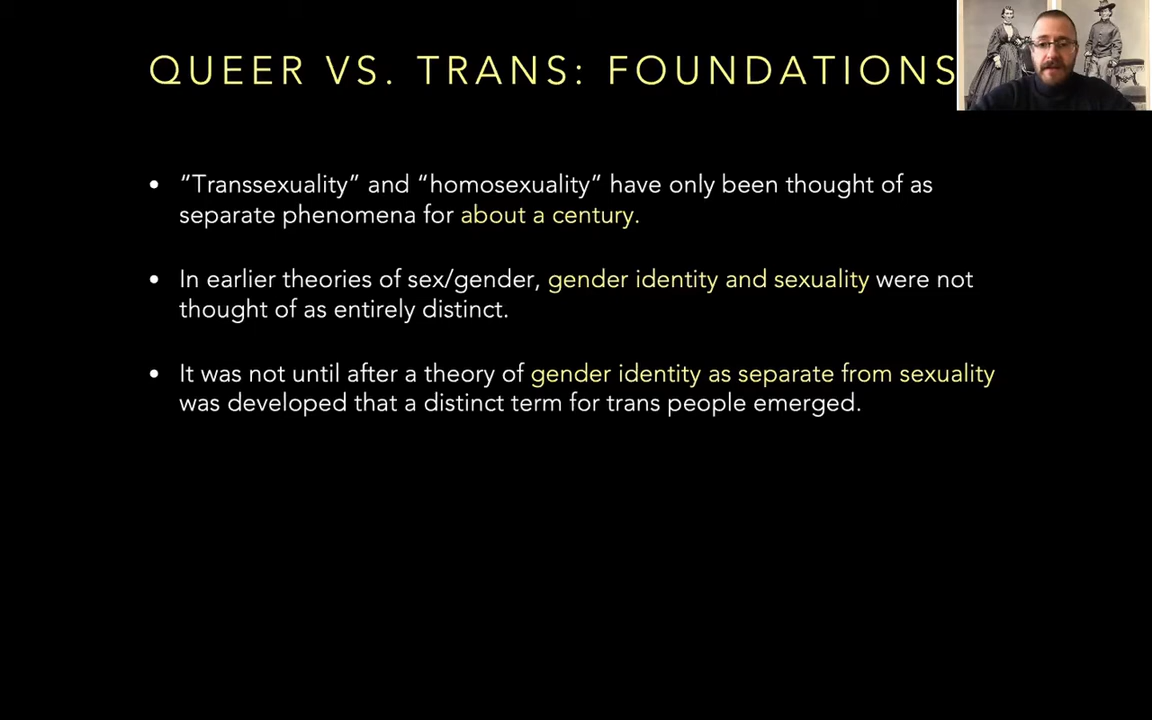 QUEER VS. TRANS: FOUNDATIONS
• “Transsexuality” and “homosexuality” have only been thought of as
separate phenomena for about a century.
• In earlier theories of sex/gender, gender identity and sexuality were not
thought of as entirely distinct.
• It was not until after a theory of gender identity as separate from sexuality
was developed that a distinct term for trans people emerged.